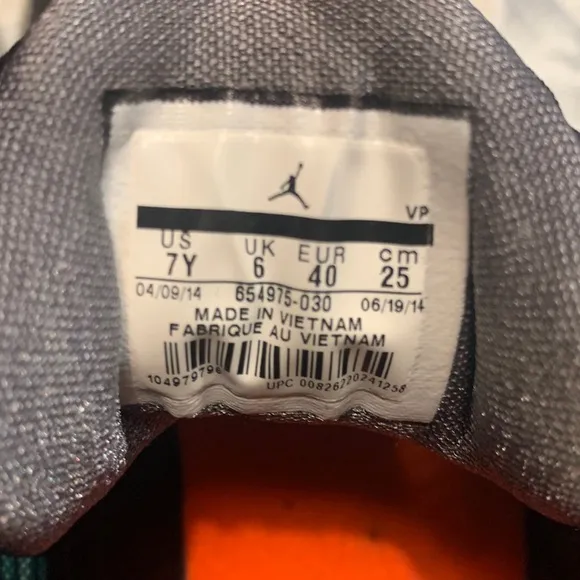 VP
US UK EUR cm
7Y 6 40 25
04/09/14 654975-030 06/19/14
MADE IN VIETNAM
FABRIQUE AU VIETNAM
UPC